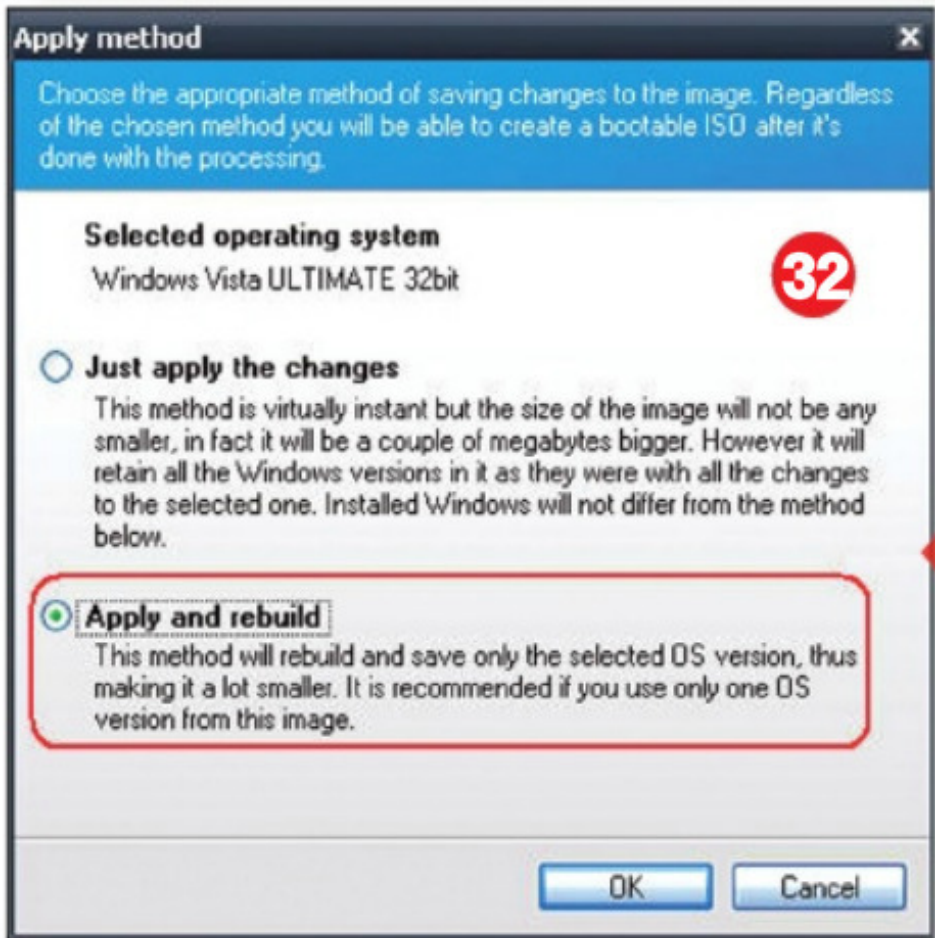 Apply method
Choose the appropriate method of saving changes to the image. Regardless
of the chosen method you will be able to create a bootable ISO after it's
done with the processing.
Selected operating system
Windows Vista ULTIMATE 32bit
32
Just apply the changes
This method is virtually instant but the size of the image will not be any
smaller, in fact it will be a couple of megabytes bigger. However it will
retain all the Windows versions in it as they were with all the changes
to the selected one. Installed Windows will not differ from the method
below.
Apply and rebuild
This method will rebuild and save only the selected OS version, thus
making it a lot smaller. It is recommended if you use only one OS
version from this image.
OK
Cancel